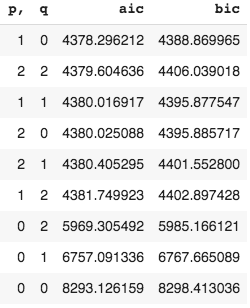 p, q aic bic
1 0 4378.296212 4388.869965
2 2 4379.604636 4406.039018
1 1 4380.016917 4395.877547
2 0 4380.025088 4395.885717
2 1 4380.405295 4401.552800
1 2 4381.749923 4402.897428
0 2 5969.305492 5985.166121
0 1 6757.091336 6767.665089
0 0 8293.126159 8298.413036